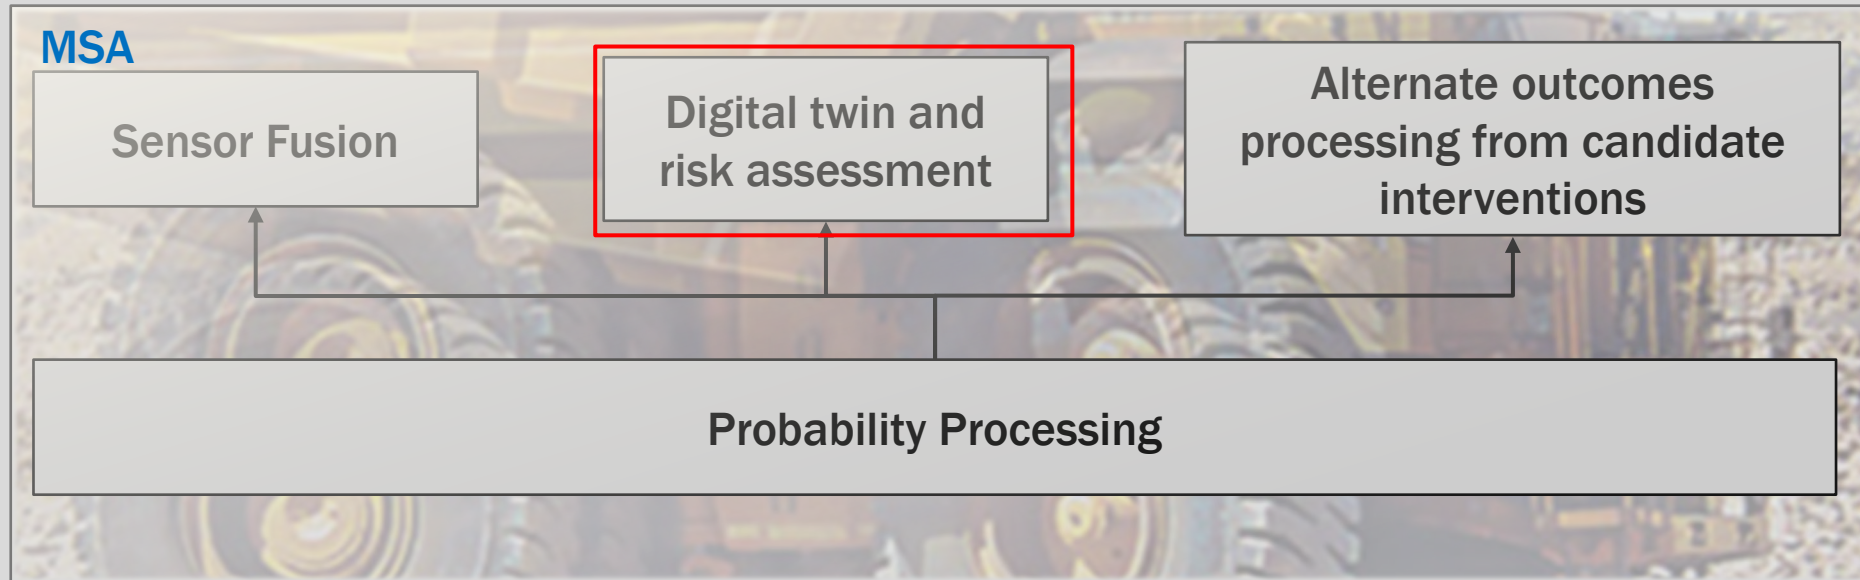 MSA
Sensor Fusion
Digital twin and
risk assessment
Alternate outcomes
processing from candidate
interventions
Probability Processing